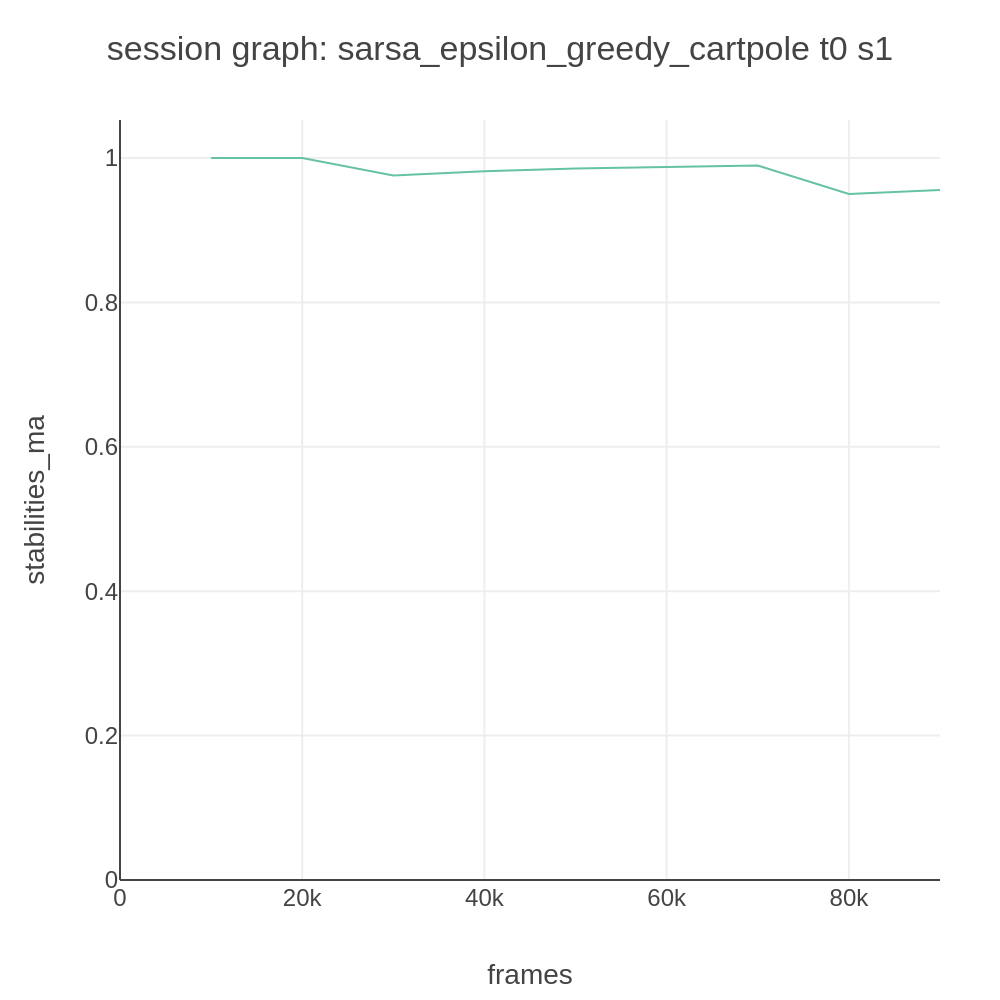 session graph: sarsa_epsilon_greedy_cartpole t0 s1
stabilities_ma
1
0.8
0.6
0.4
0.2
0
0
20k
40k
60k
80k
frames